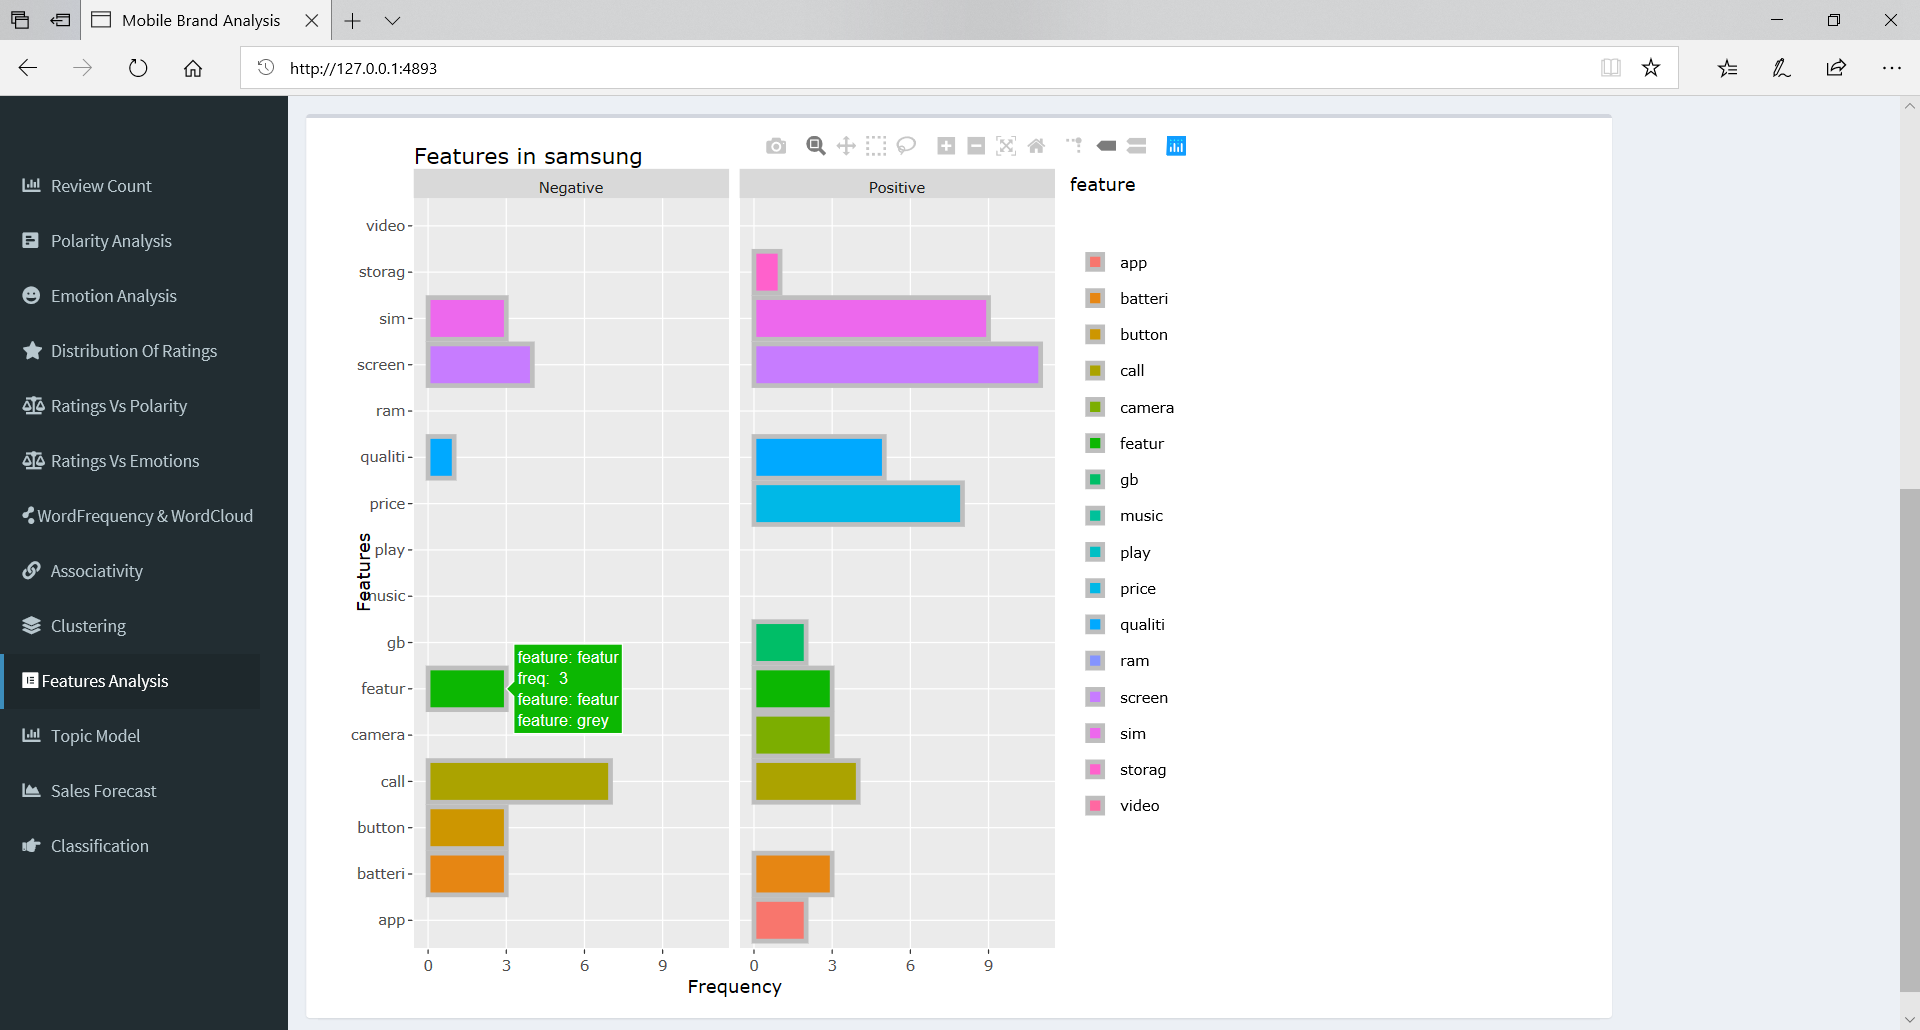 Mobile Brand Analysis
http://127.0.0.1:4893
Review Count
Polarity Analysis
Emotion Analysis
Distribution Of Ratings
Ratings Vs Polarity
Ratings Vs Emotions
WordFrequency & WordCloud
Associativity
Clustering
Features Analysis
Topic Model
Sales Forecast
Classification
Features in samsung
Negative
Positive
Features
video
storag
sim
screen
ram
qualiti
price
play
music
gb
featur
camera
call
button
batteri
app
feature: featur
freq: 3
feature: featur
feature: grey
0 3 6 9
0 3 6 9
Frequency
feature
app
batteri
button
call
camera
featur
gb
music
play
price
qualiti
ram
screen
sim
storag
video